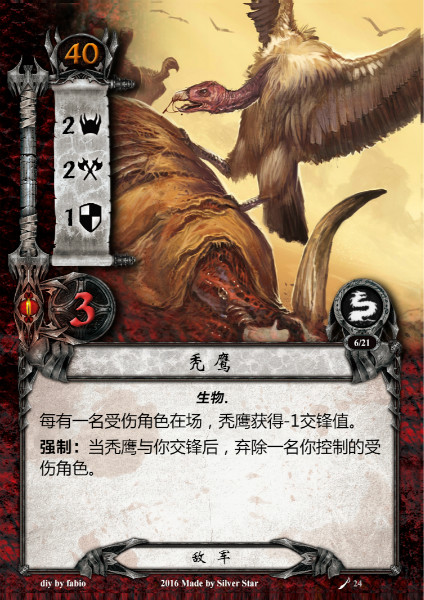 40
2
2
1
3
6/21
秃鹰
生物.
每有一名受伤角色在场，秃鹰获得-1交锋值。
强制：当秃鹰与你交锋后，弃除一名你控制的受
伤角色。
敌军
diy by fabio 2016 Made by Silver Star 24